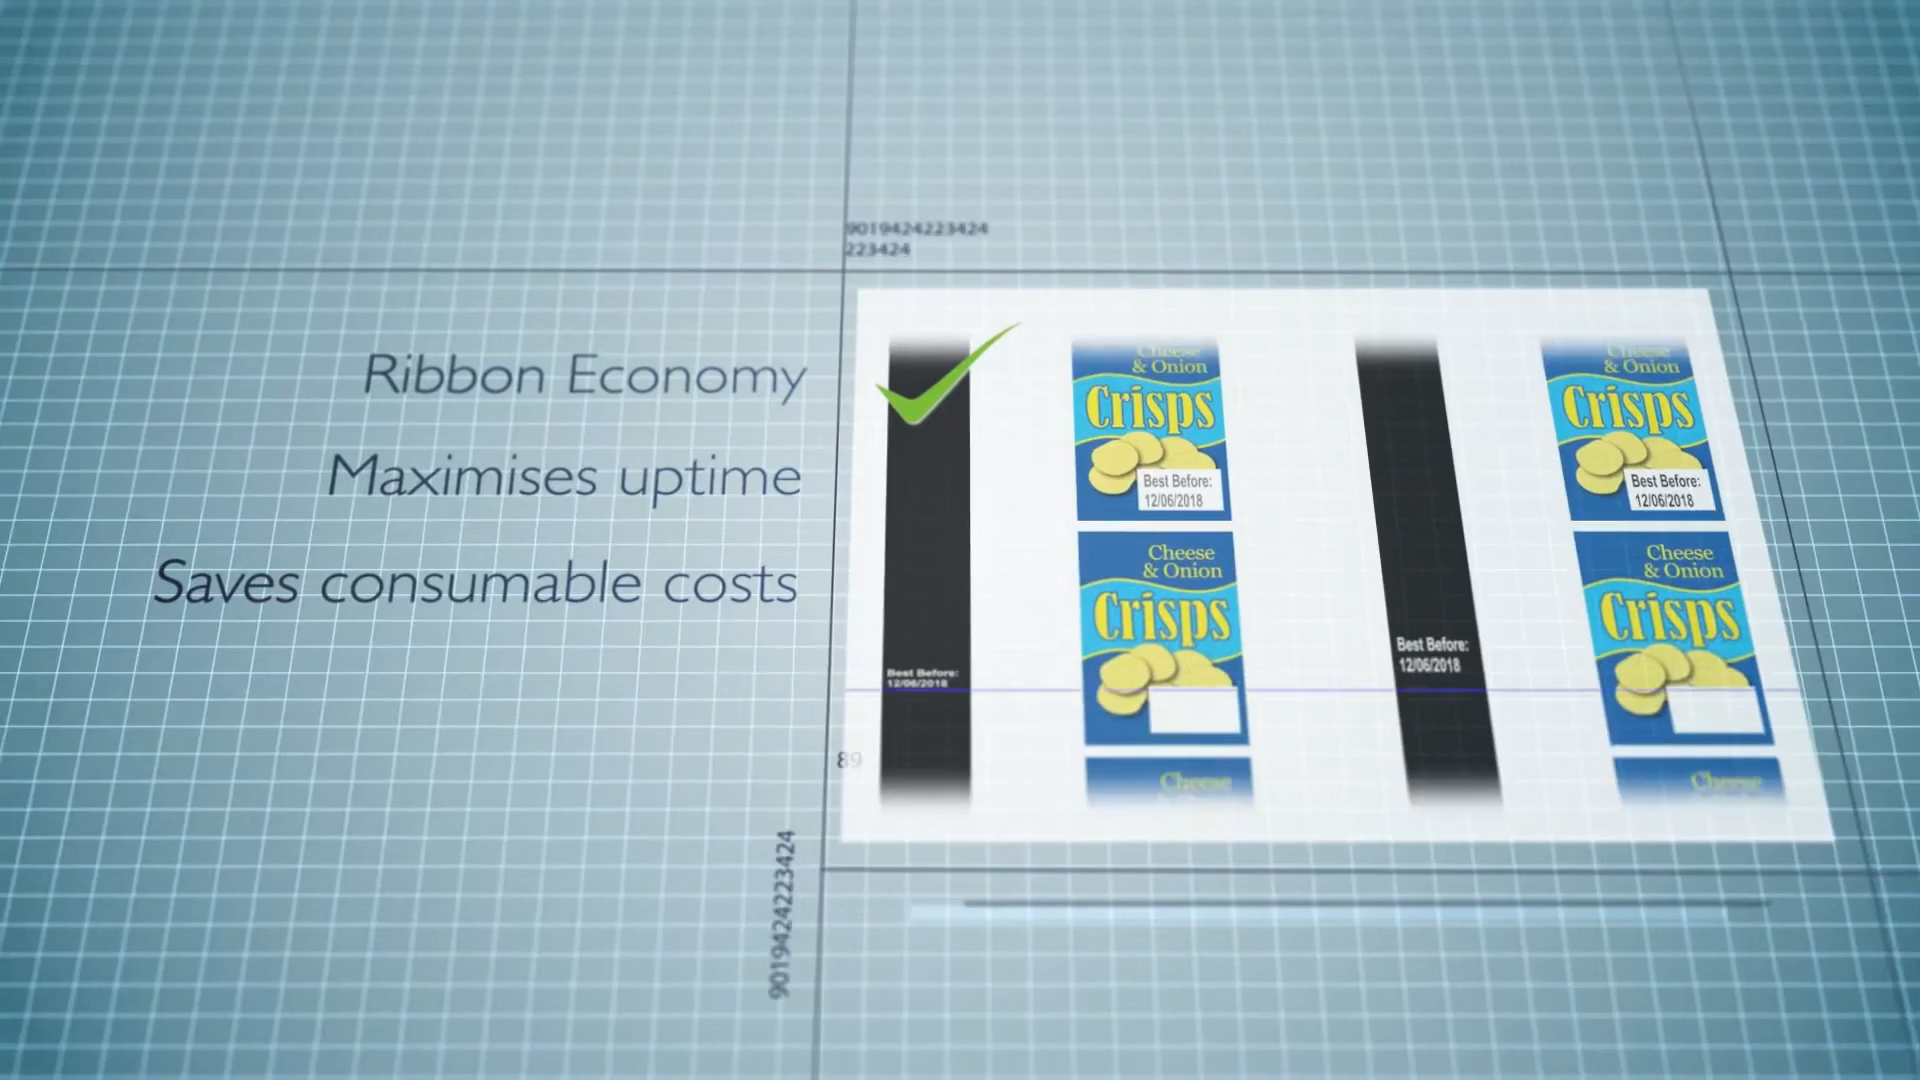 9019424223424
223424
Ribbon Economy
Maximises uptime
Saves consumable costs
Cheese
& Onion
Crisps
Best Before:
12/06/2018
Cheese
& Onion
Crisps
Best Before:
12/06/2018
Cheese
& Onion
Crisps
Cheese
& Onion
Crisps
Best Before:
12/06/2018
Best Before:
12/06/2018
Cheese
Cheese
89
9019424223424